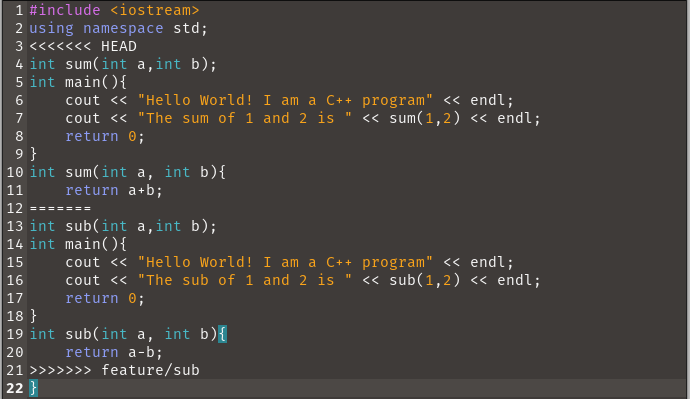 1 #include <iostream>
2 using namespace std;
3 <<<<<<< HEAD
4 int sum(int a,int b);
5 int main(){
6     cout << "Hello World! I am a C++ program" << endl;
7     cout << "The sum of 1 and 2 is " << sum(1,2) << endl;
8     return 0;
9 }
10 int sum(int a, int b){
11     return a+b;
12 =======
13 int sub(int a,int b);
14 int main(){
15     cout << "Hello World! I am a C++ program" << endl;
16     cout << "The sub of 1 and 2 is " << sub(1,2) << endl;
17     return 0;
18 }
19 int sub(int a, int b){
20     return a-b;
21 >>>>>>> feature/sub
22 }